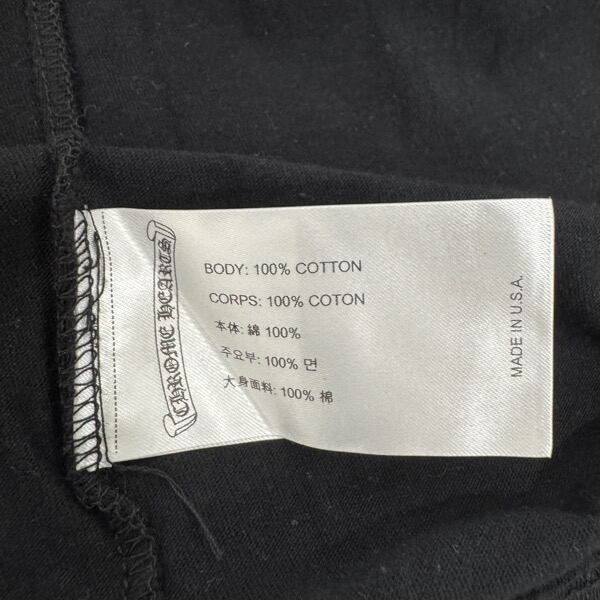 CHROME HEARTS
BODY: 100% COTTON
CORPS: 100% COTON
本体: 綿 100%
주요부: 100% 면
大身面料: 100% 棉
MADE IN U.S.A.